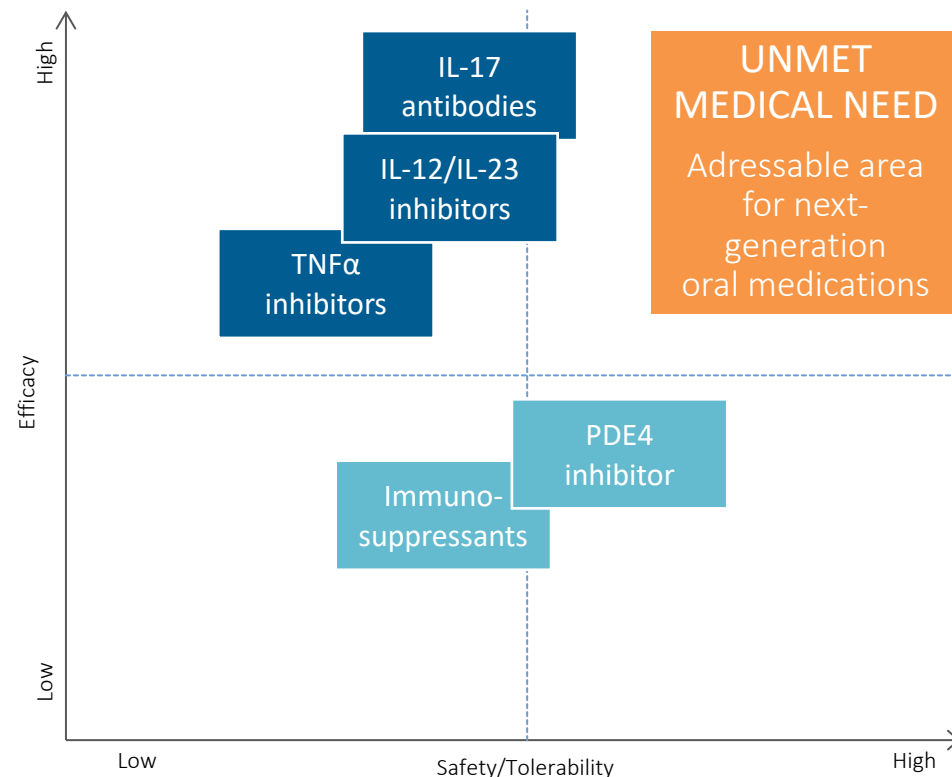 High
IL-17
antibodies
UNMET
MEDICAL NEED
Adressable area
for next-
generation
oral medications
IL-12/IL-23
inhibitors
TNFα
inhibitors
Efficacy
PDE4
inhibitor
Immuno-
suppressants
Low
Low
Safety/Tolerability
High